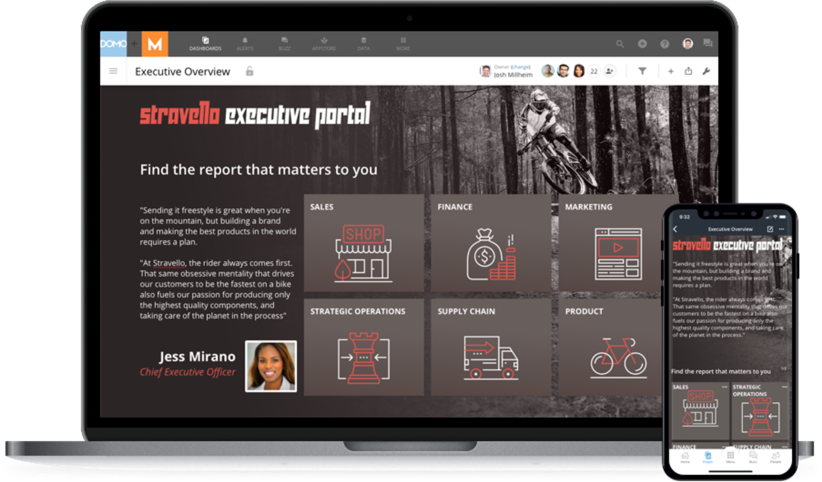 DOMO
DASHBOARDS
ALERTS
BUZZ
APPSTORE
DATA
MORE
Executive Overview
Owner (Change)
Josh Millheim
22
stravello executive portal
Find the report that matters to you
"Sending it freestyle is great when you're
on the mountain, but building a brand
and making the best products in the world
requires a plan.
"At Stravello, the rider always comes first.
That same obsessive mentality that drives
our customers to be the fastest on a bike
also fuels our passion for producing only
the highest quality components, and
taking care of the planet in the process"
Jess Mirano
Chief Executive Officer
SALES
SHOP
FINANCE
MARKETING
STRATEGIC OPERATIONS
SUPPLY CHAIN
PRODUCT
9:32
Executive Overview
stravello executive portal
"Sending it freestyle is great when you're on
the mountain, but building a brand and
making the best products in the world
requires a plan.
"At Stravello, the rider always comes first.
That same obsessive mentality that drives our
customers to be the fastest on a bike also
fuels our passion for producing only the
highest quality components, and taking care
of the planet in the process."
Find the report that matters to you
SALES
SHOP
STRATEGIC
OPERATIONS
FINANCE
SUPPLY CHAIN
Home
Pages
Buzz
People